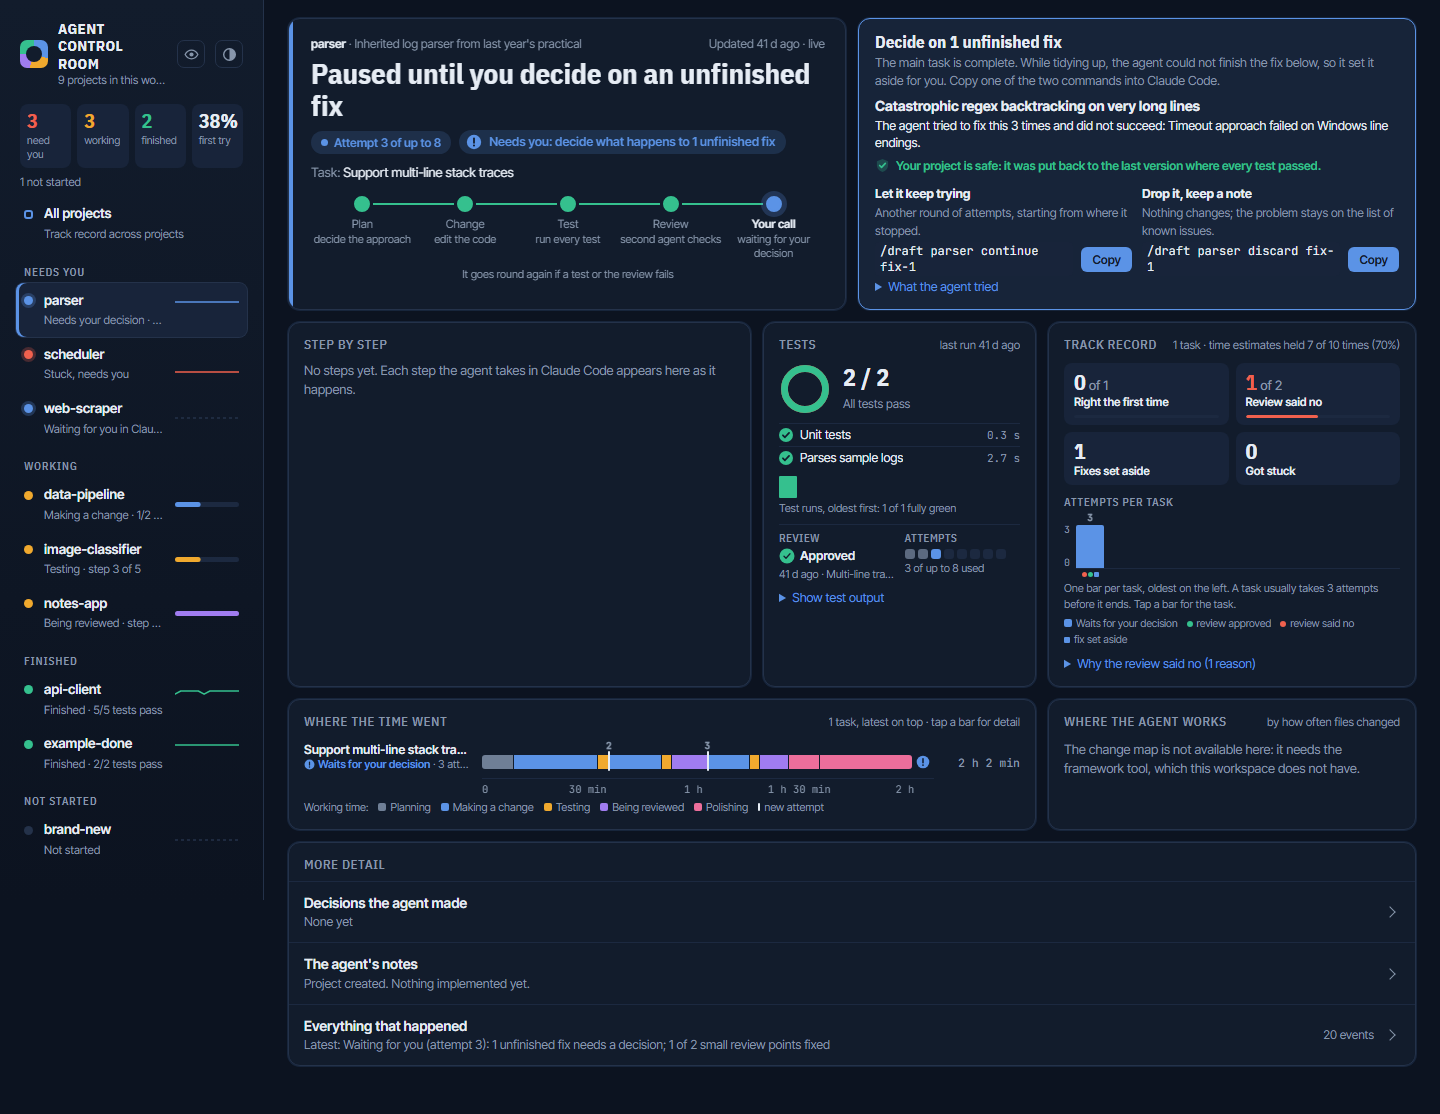 AGENT
CONTROL
ROOM
9 projects in this wo...
3
need
you
3
working
2
finished
38%
first try
1 not started
All projects
Track record across projects
NEEDS YOU
parser
Needs your decision · ...
scheduler
Stuck, needs you
web-scraper
Waiting for you in Clau...
WORKING
data-pipeline
Making a change · 1/2 ...
image-classifier
Testing · step 3 of 5
notes-app
Being reviewed · step ...
FINISHED
api-client
Finished · 5/5 tests pass
example-done
Finished · 2/2 tests pass
NOT STARTED
brand-new
Not started
parser · Inherited log parser from last year's practical
Updated 41 d ago · live
Paused until you decide on an unfinished
fix
Attempt 3 of up to 8
Needs you: decide what happens to 1 unfinished fix
Task: Support multi-line stack traces
Plan
decide the approach
Change
edit the code
Test
run every test
Review
second agent checks
Your call
waiting for your
decision
It goes round again if a test or the review fails
Decide on 1 unfinished fix
The main task is complete. While tidying up, the agent could not finish the fix below, so it set it
aside for you. Copy one of the two commands into Claude Code.
Catastrophic regex backtracking on very long lines
The agent tried to fix this 3 times and did not succeed: Timeout approach failed on Windows line
endings.
Your project is safe: it was put back to the last version where every test passed.
Let it keep trying
Another round of attempts, starting from where it
stopped.
/draft parser continue
fix-1
Copy
Drop it, keep a note
Nothing changes; the problem stays on the list of
known issues.
/draft parser discard fix-
1
Copy
What the agent tried
STEP BY STEP
No steps yet. Each step the agent takes in Claude Code appears here as it
happens.
TESTS
last run 41 d ago
2 / 2
All tests pass
Unit tests
0.3 s
Parses sample logs
2.7 s
Test runs, oldest first: 1 of 1 fully green
REVIEW
Approved
41 d ago · Multi-line tra...
ATTEMPTS
3 of up to 8 used
Show test output
TRACK RECORD
1 task · time estimates held 7 of 10 times (70%)
0 of 1
Right the first time
1 of 2
Review said no
1
Fixes set aside
0
Got stuck
ATTEMPTS PER TASK
3
3
0
One bar per task, oldest on the left. A task usually takes 3 attempts
before it ends. Tap a bar for the task.
Waits for your decision
review approved
review said no
fix set aside
Why the review said no (1 reason)
WHERE THE TIME WENT
1 task, latest on top · tap a bar for detail
Support multi-line stack tra...
Waits for your decision · 3 att...
2
3
2 h 2 min
0
30 min
1 h
1 h 30 min
2 h
Working time:
Planning
Making a change
Testing
Being reviewed
Polishing
new attempt
WHERE THE AGENT WORKS
by how often files changed
The change map is not available here: it needs the
framework tool, which this workspace does not have.
MORE DETAIL
Decisions the agent made
None yet
The agent's notes
Project created. Nothing implemented yet.
Everything that happened
Latest: Waiting for you (attempt 3): 1 unfinished fix needs a decision; 1 of 2 small review points fixed
20 events